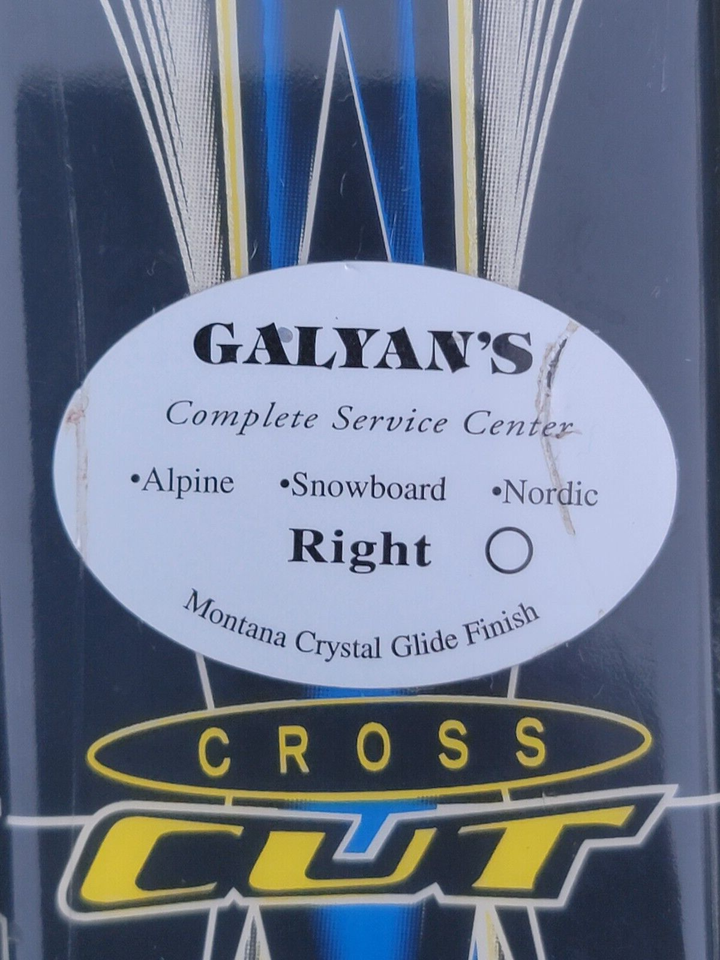 GALYAN'S
Complete Service Center
•Alpine •Snowboard •Nordic
Right
Montana Crystal Glide Finish
CROSS
CUT